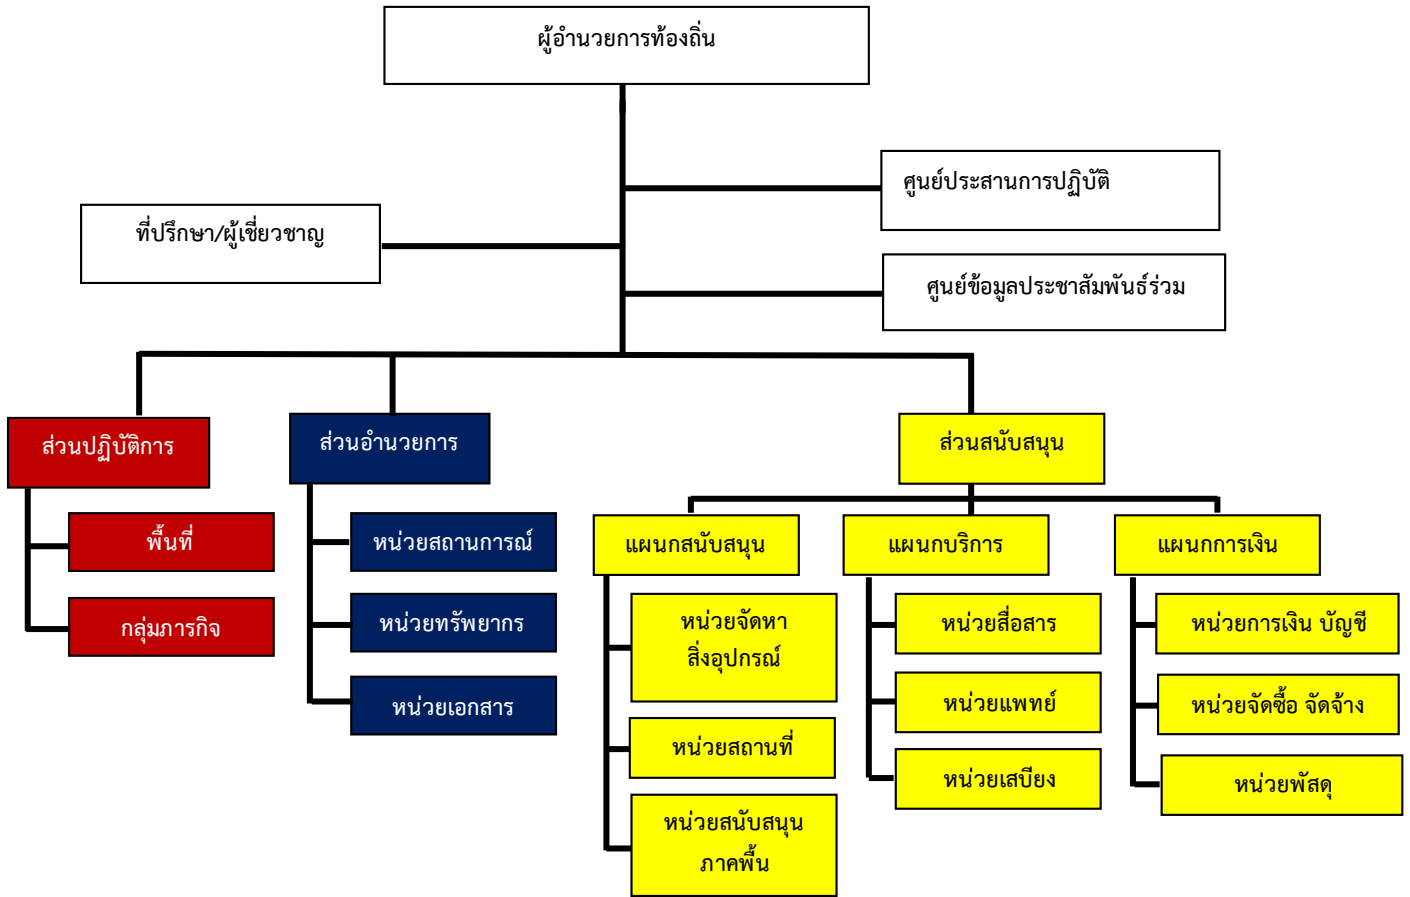 ผู้อำนวยการท้องถิ่น
ศูนย์ประสานการปฏิบัติ
ที่ปรึกษา/ผู้เชี่ยวชาญ
ศูนย์ข้อมูลประชาสัมพันธ์ร่วม
ส่วนปฏิบัติการ
พื้นที่
กลุ่มภารกิจ
ส่วนอำนวยการ
หน่วยสถานการณ์
หน่วยทรัพยากร
หน่วยเอกสาร
ส่วนสนับสนุน
แผนกสนับสนุน
หน่วยจัดหา
สิ่งอุปกรณ์
หน่วยสถานที่
หน่วยสนับสนุน
ภาคพื้น
แผนกบริการ
หน่วยสื่อสาร
หน่วยแพทย์
หน่วยเสบียง
แผนกการเงิน
หน่วยการเงิน บัญชี
หน่วยจัดซื้อ จัดจ้าง
หน่วยพัสดุ